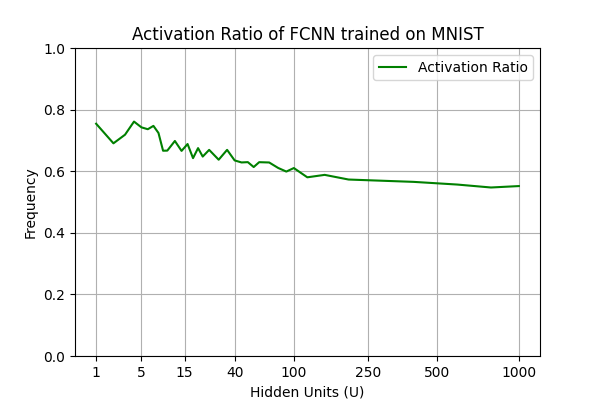 Activation Ratio of FCNN trained on MNIST
Activation Ratio
1.0
0.8
0.6
0.4
0.2
0.0
Frequency
1 5 15 40 100 250 500 1000
Hidden Units (U)